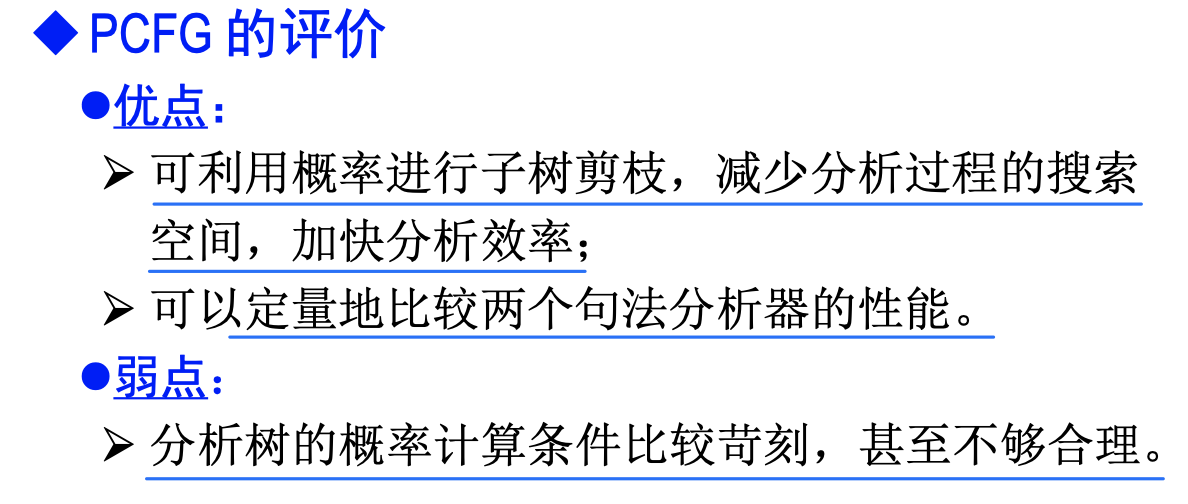 ◆PCFG 的评价
●优点：
➢ 可利用概率进行子树剪枝，减少分析过程的搜索
空间，加快分析效率；
➢ 可以定量地比较两个句法分析器的性能。
●弱点：
➢ 分析树的概率计算条件比较苛刻，甚至不够合理。